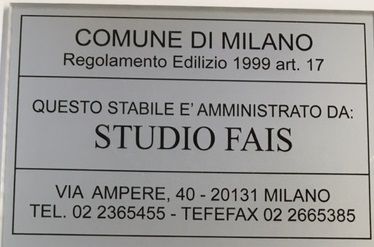 COMUNE DI MILANO
Regolamento Edilizio 1999 art. 17
QUESTO STABILE E' AMMINISTRATO DA:
STUDIO FAIS
VIA AMPERE, 40 - 20131 MILANO
TEL. 02 2365455 - TEFEFAX 02 2665385